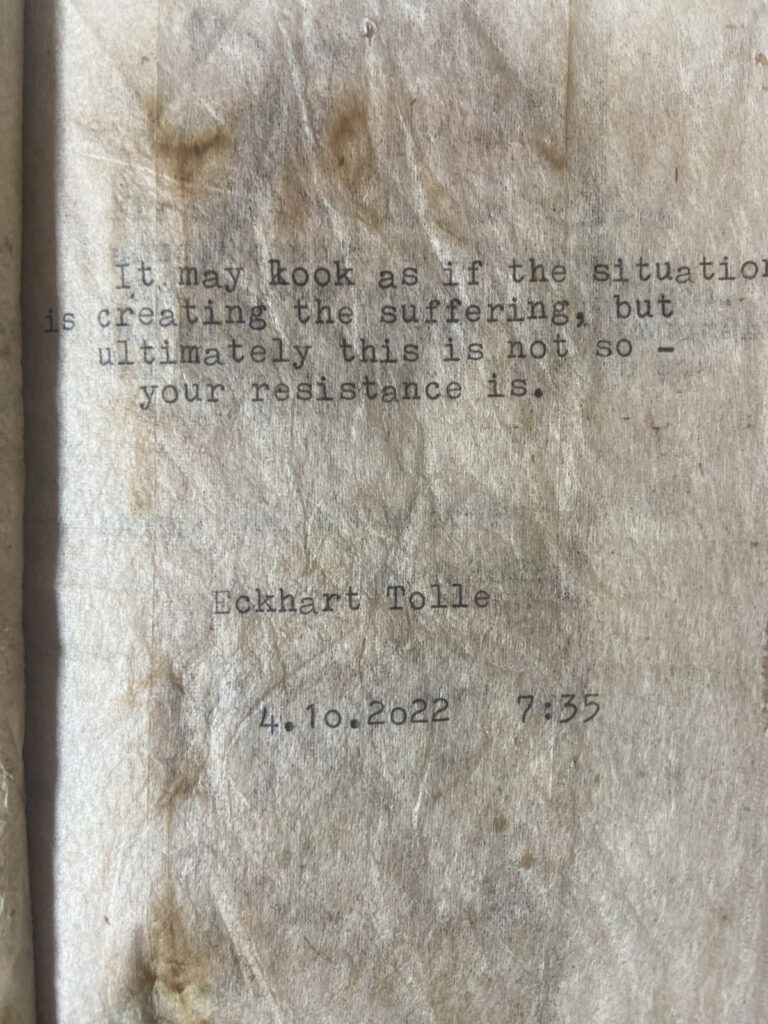 It may kook as if the situation
is creating the suffering, but
ultimately this is not so -
your resistance is.
Eckhart Tolle
4.1o.2o22 7:35